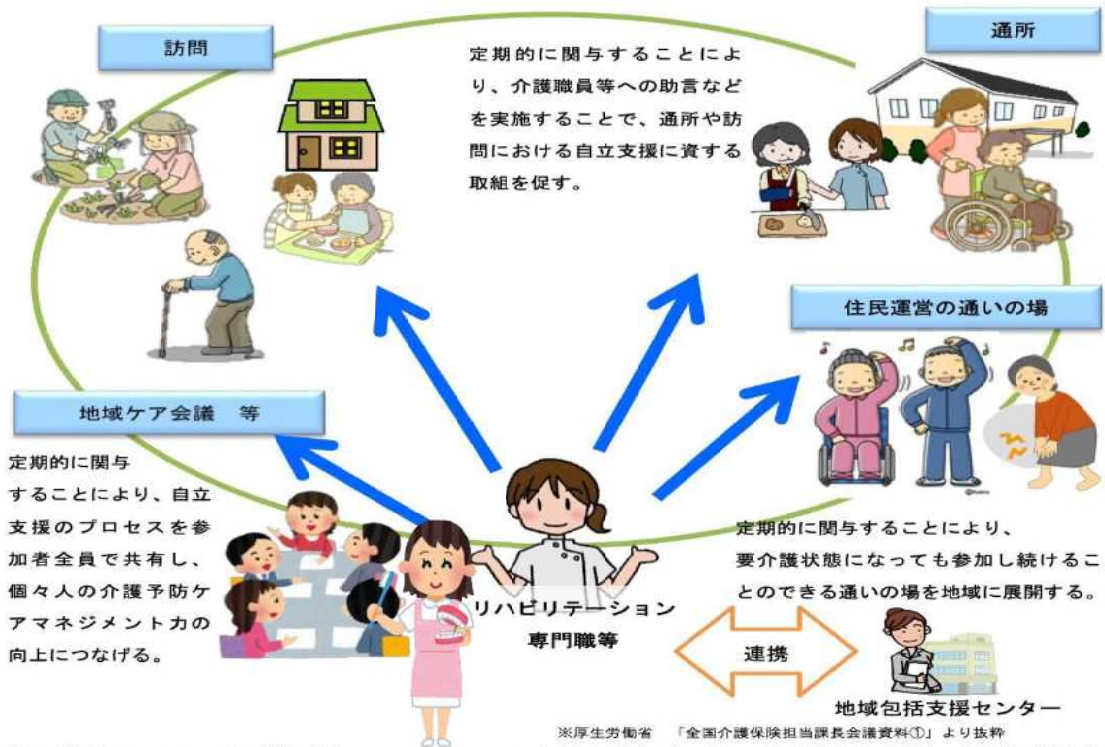 訪問
通所
定期的に関与することによ
り、介護職員等への助言など
を実施することで、通所や訪
問における自立支援に資する
取組を促す。
住民運営の通いの場
地域ケア会議 等
定期的に関与
することにより、自立
支援のプロセスを参
加者全員で共有し、
個々人の介護予防ケ
アマネジメント力の
向上につなげる。
定期的に関与することにより、
要介護状態になっても参加し続けるこ
とのできる通いの場を地域に展開する。
リハビリテーション
専門職等
連携
地域包括支援センター
※厚生労働省 「全国介護保険担当課長会議資料①」より抜粋